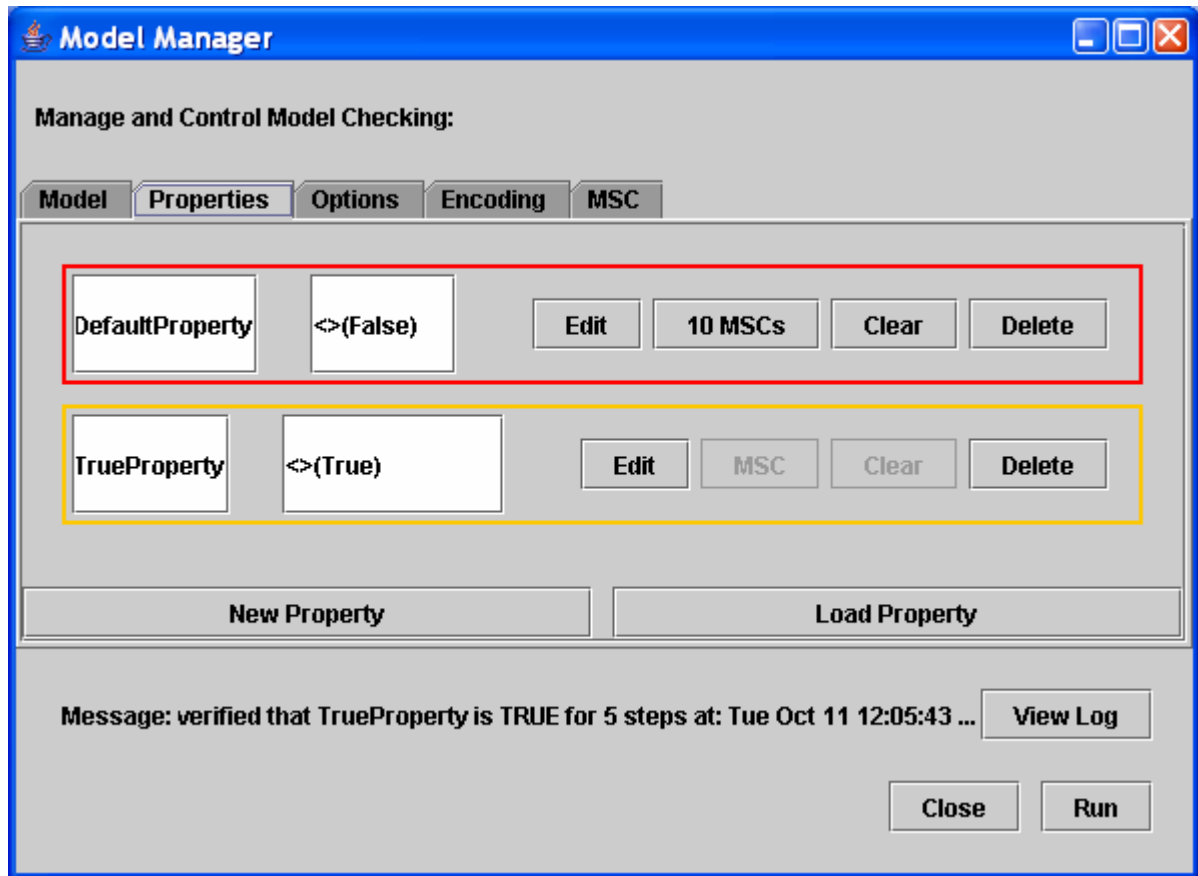 Model Manager
Manage and Control Model Checking:
Model Properties Options Encoding MSC
DefaultProperty <>(False) Edit 10 MSCs Clear Delete
TrueProperty <>(True) Edit MSC Clear Delete
New Property Load Property
Message: verified that TrueProperty is TRUE for 5 steps at: Tue Oct 11 12:05:43 ... View Log
Close Run